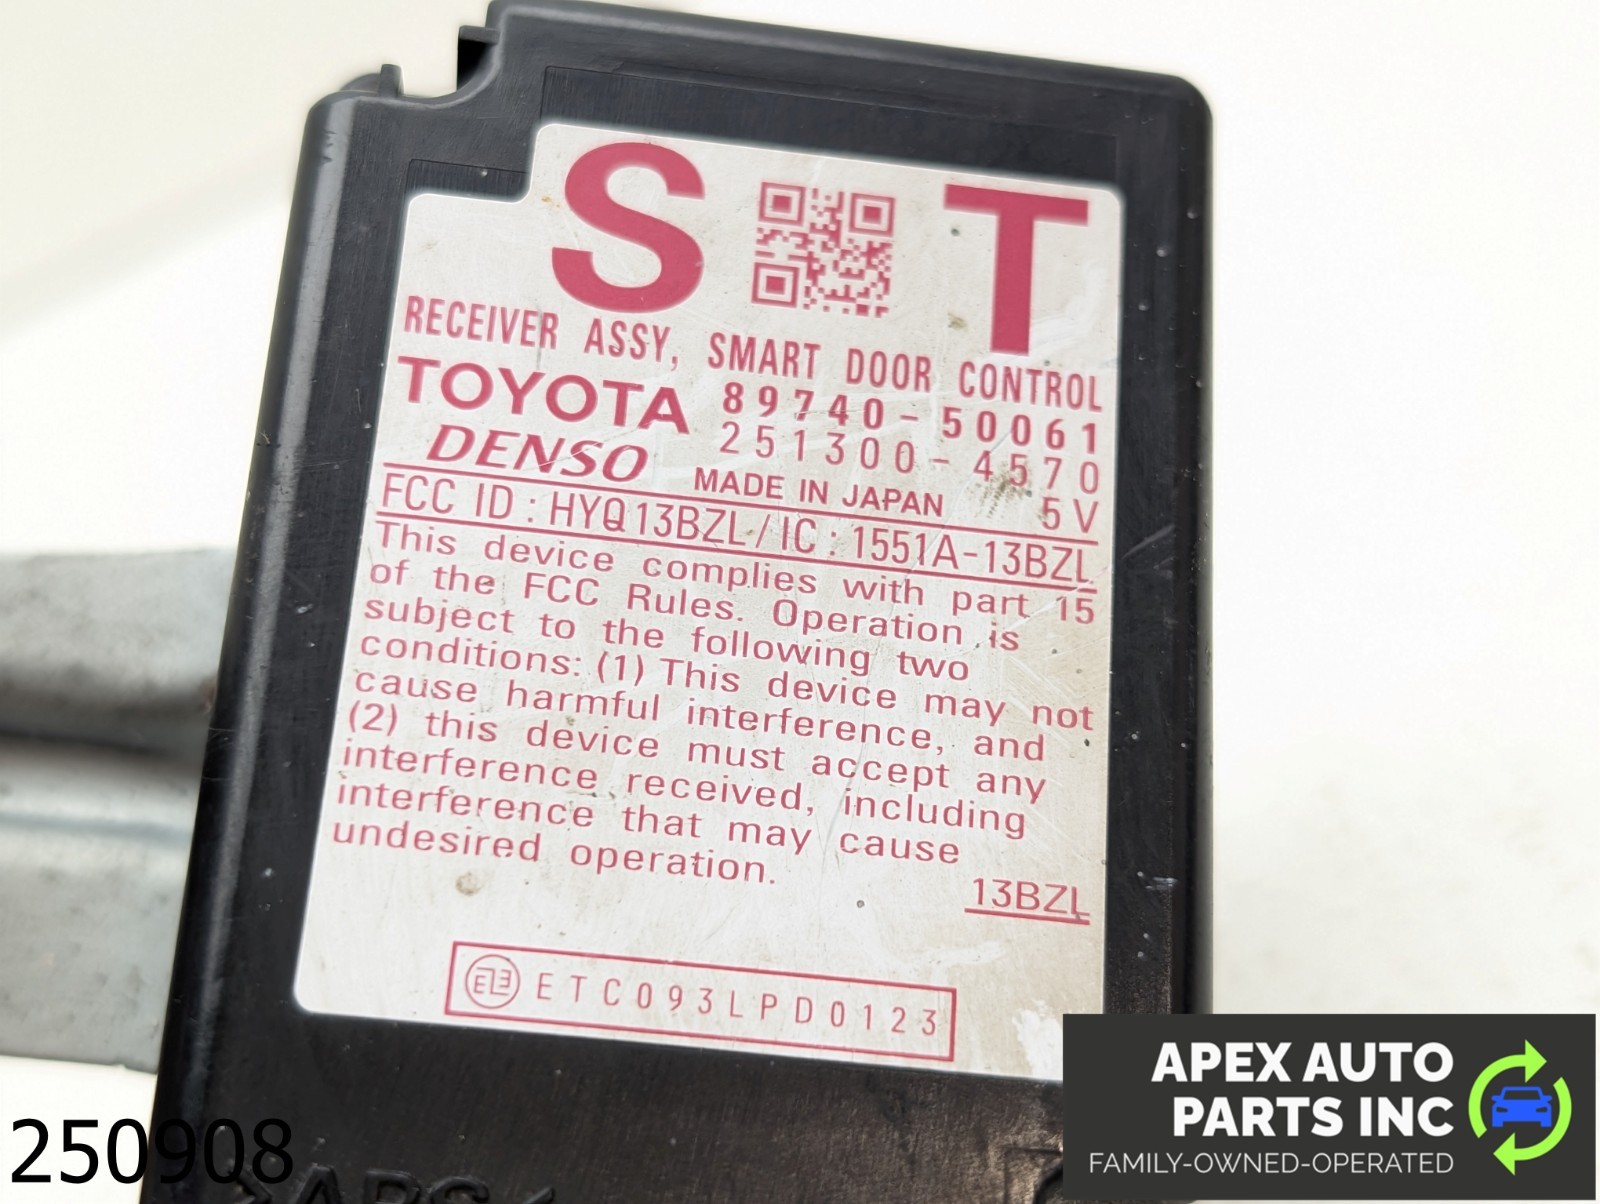 S T
RECEIVER ASSY, SMART DOOR CONTROL
TOYOTA 89740-50061
DENSO 251300-4570
MADE IN JAPAN 5V
FCC ID : HYQ13BZL / IC : 1551A-13BZL
This device complies with part 15
of the FCC Rules. Operation is
subject to the following two
conditions: (1) This device may not
cause harmful interference, and
(2) this device must accept any
interference received, including
interference that may cause
undesired operation.
13BZL
E13 ETC093LPD0123
250908
>ABS<
APEX AUTO
PARTS INC
FAMILY-OWNED-OPERATED